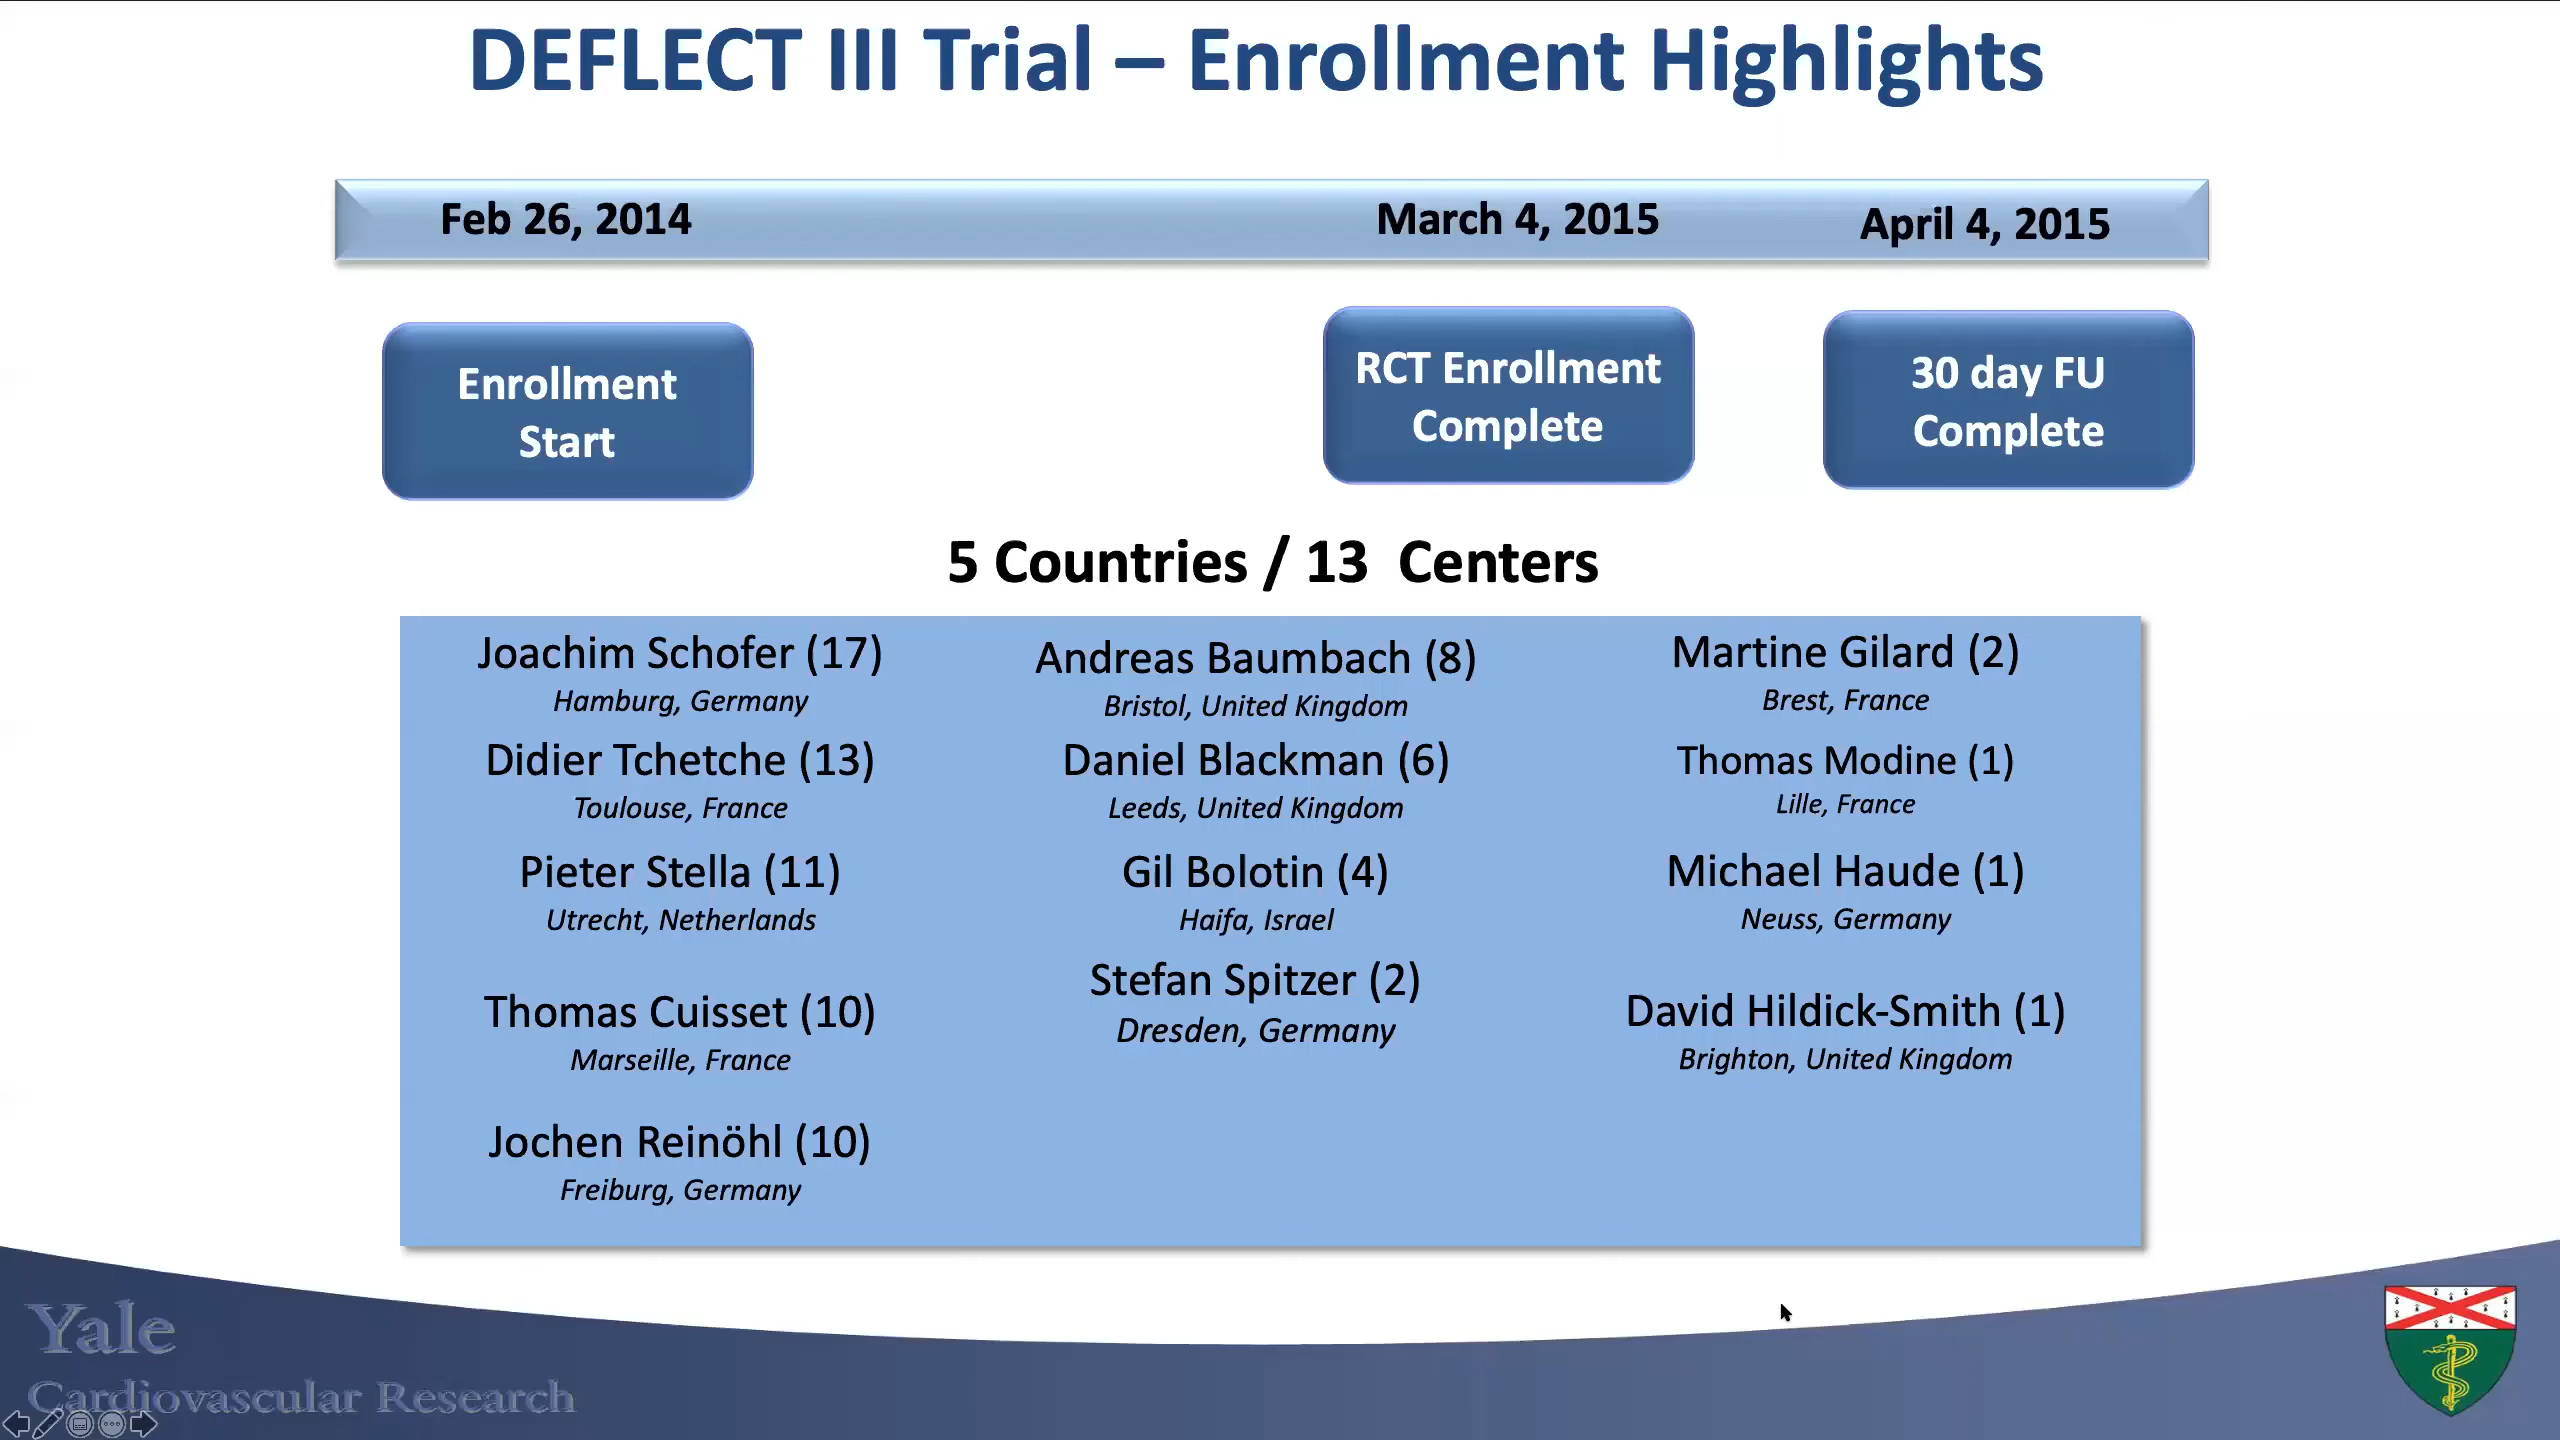 DEFLECT III Trial – Enrollment Highlights
Feb 26, 2014
March 4, 2015
April 4, 2015
Enrollment
Start
RCT Enrollment
Complete
30 day FU
Complete
5 Countries / 13 Centers
Joachim Schofer (17)
Hamburg, Germany
Didier Tchetche (13)
Toulouse, France
Pieter Stella (11)
Utrecht, Netherlands
Thomas Cuisset (10)
Marseille, France
Jochen Reinöhl (10)
Freiburg, Germany
Andreas Baumbach (8)
Bristol, United Kingdom
Daniel Blackman (6)
Leeds, United Kingdom
Gil Bolotin (4)
Haifa, Israel
Stefan Spitzer (2)
Dresden, Germany
Martine Gilard (2)
Brest, France
Thomas Modine (1)
Lille, France
Michael Haude (1)
Neuss, Germany
David Hildick-Smith (1)
Brighton, United Kingdom
Yale
Cardiovascular Research